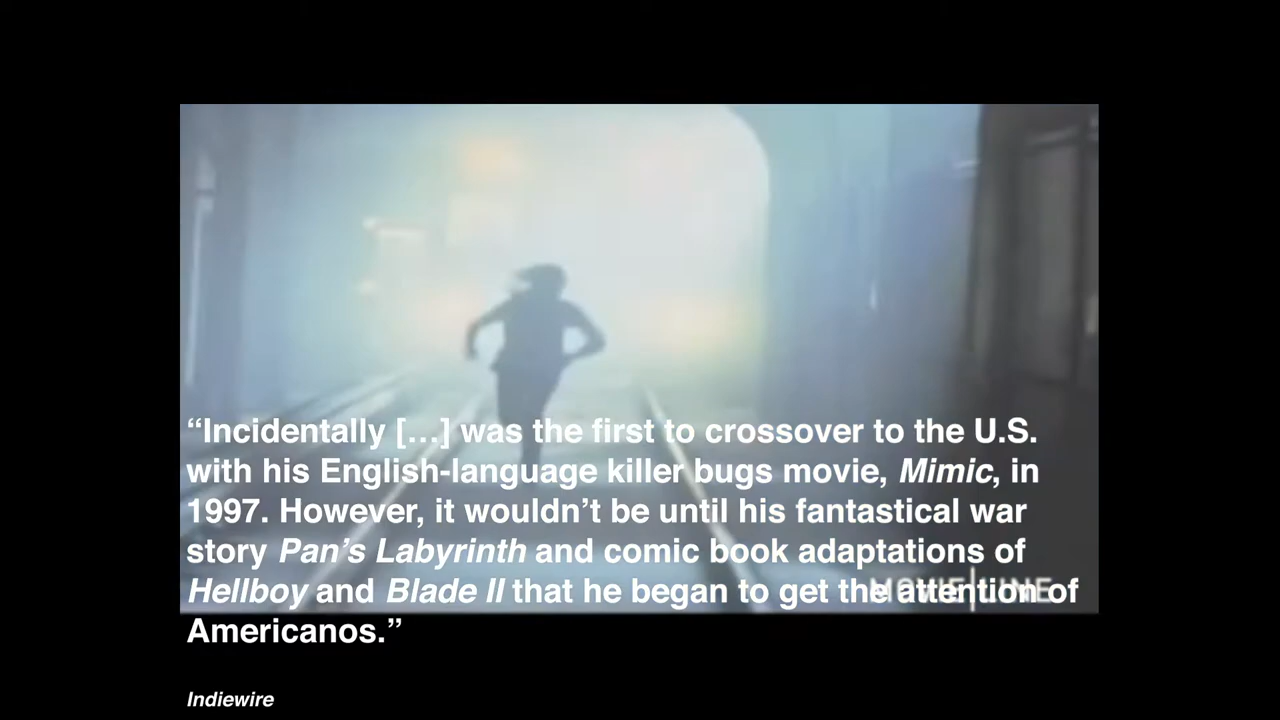 “Incidentally […] was the first to crossover to the U.S.
with his English-language killer bugs movie, Mimic, in
1997. However, it wouldn’t be until his fantastical war
story Pan’s Labyrinth and comic book adaptations of
Hellboy and Blade II that he began to get the attention of
Americanos.”
MOVIE|LINE
Indiewire